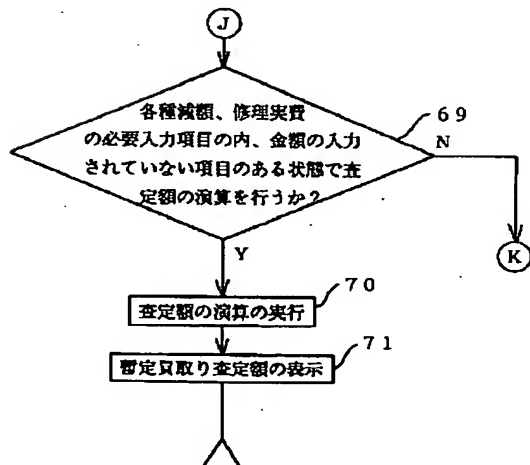 J
各種減額、修理実費
の必要入力項目の内、金額の入力
されていない項目のある状態で査
定額の演算を行うか?
69
N
K
Y
70
査定額の演算の実行
71
暫定買取り査定額の表示